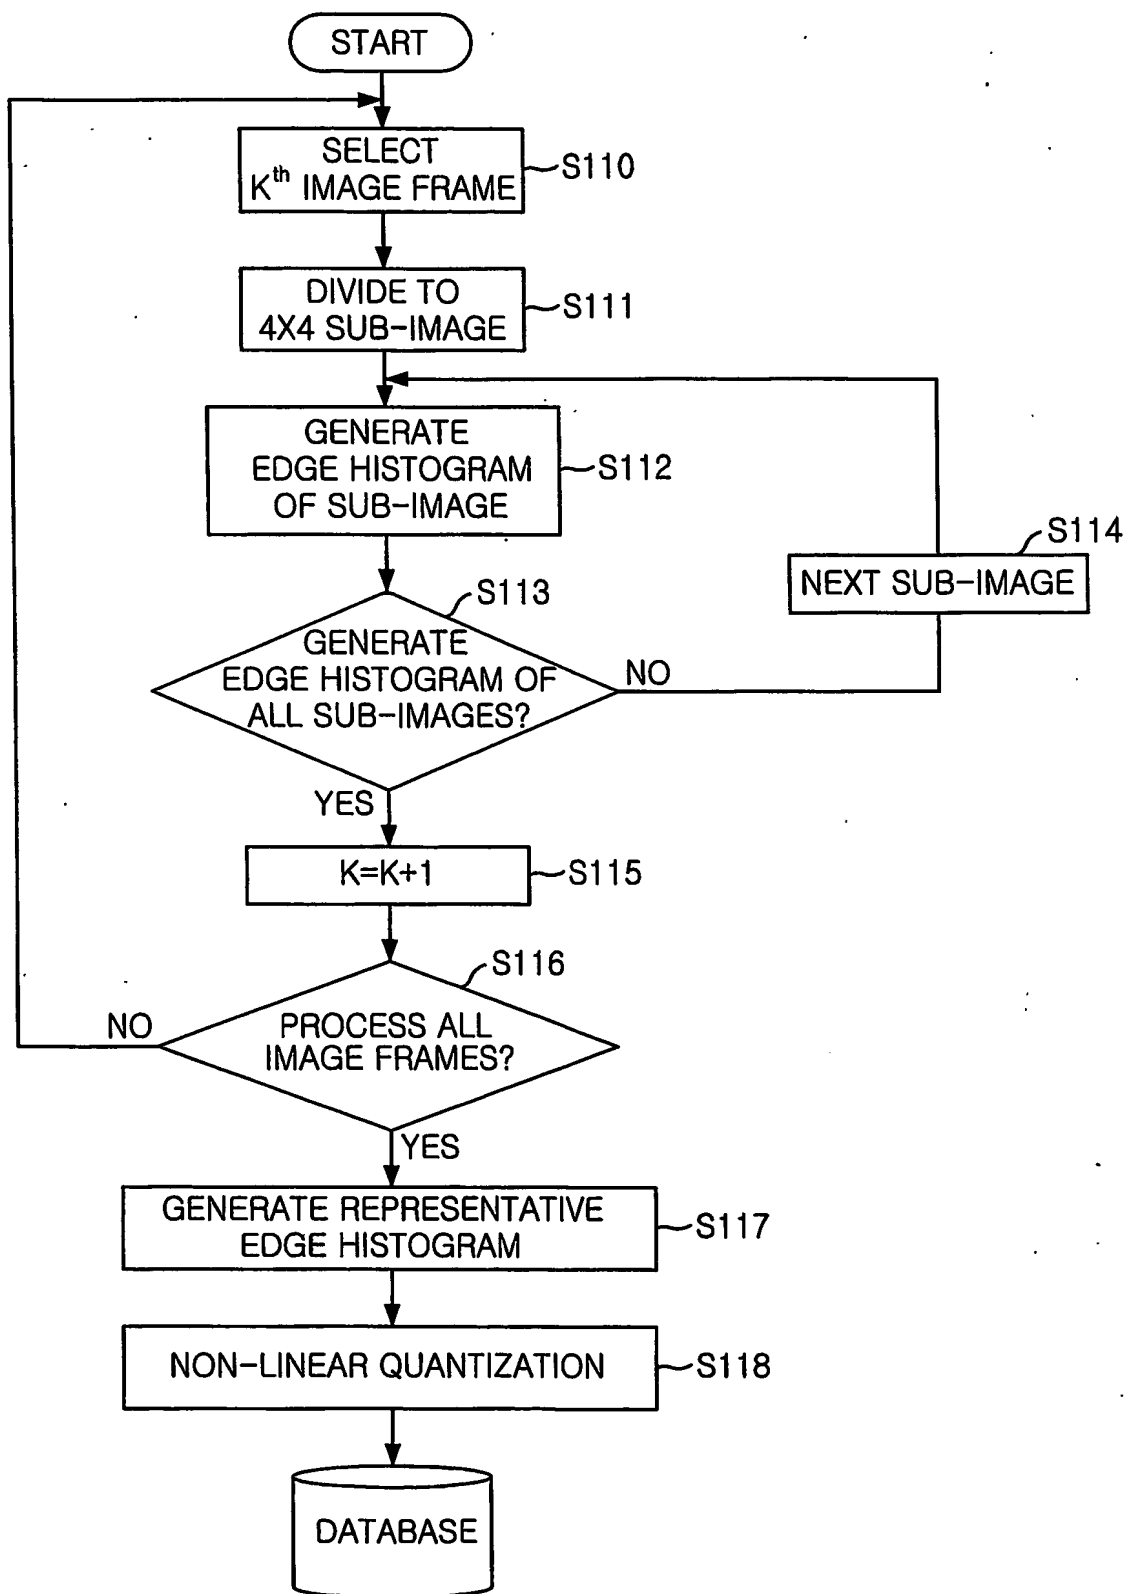 START
SELECT
Kth IMAGE FRAME
S110
DIVIDE TO
4X4 SUB-IMAGE
S111
GENERATE
EDGE HISTOGRAM
OF SUB-IMAGE
S112
S114
NEXT SUB-IMAGE
S113
GENERATE
EDGE HISTOGRAM OF
ALL SUB-IMAGES?
NO
YES
K=K+1
S115
S116
NO
PROCESS ALL
IMAGE FRAMES?
YES
GENERATE REPRESENTATIVE
EDGE HISTOGRAM
S117
NON-LINEAR QUANTIZATION
S118
DATABASE